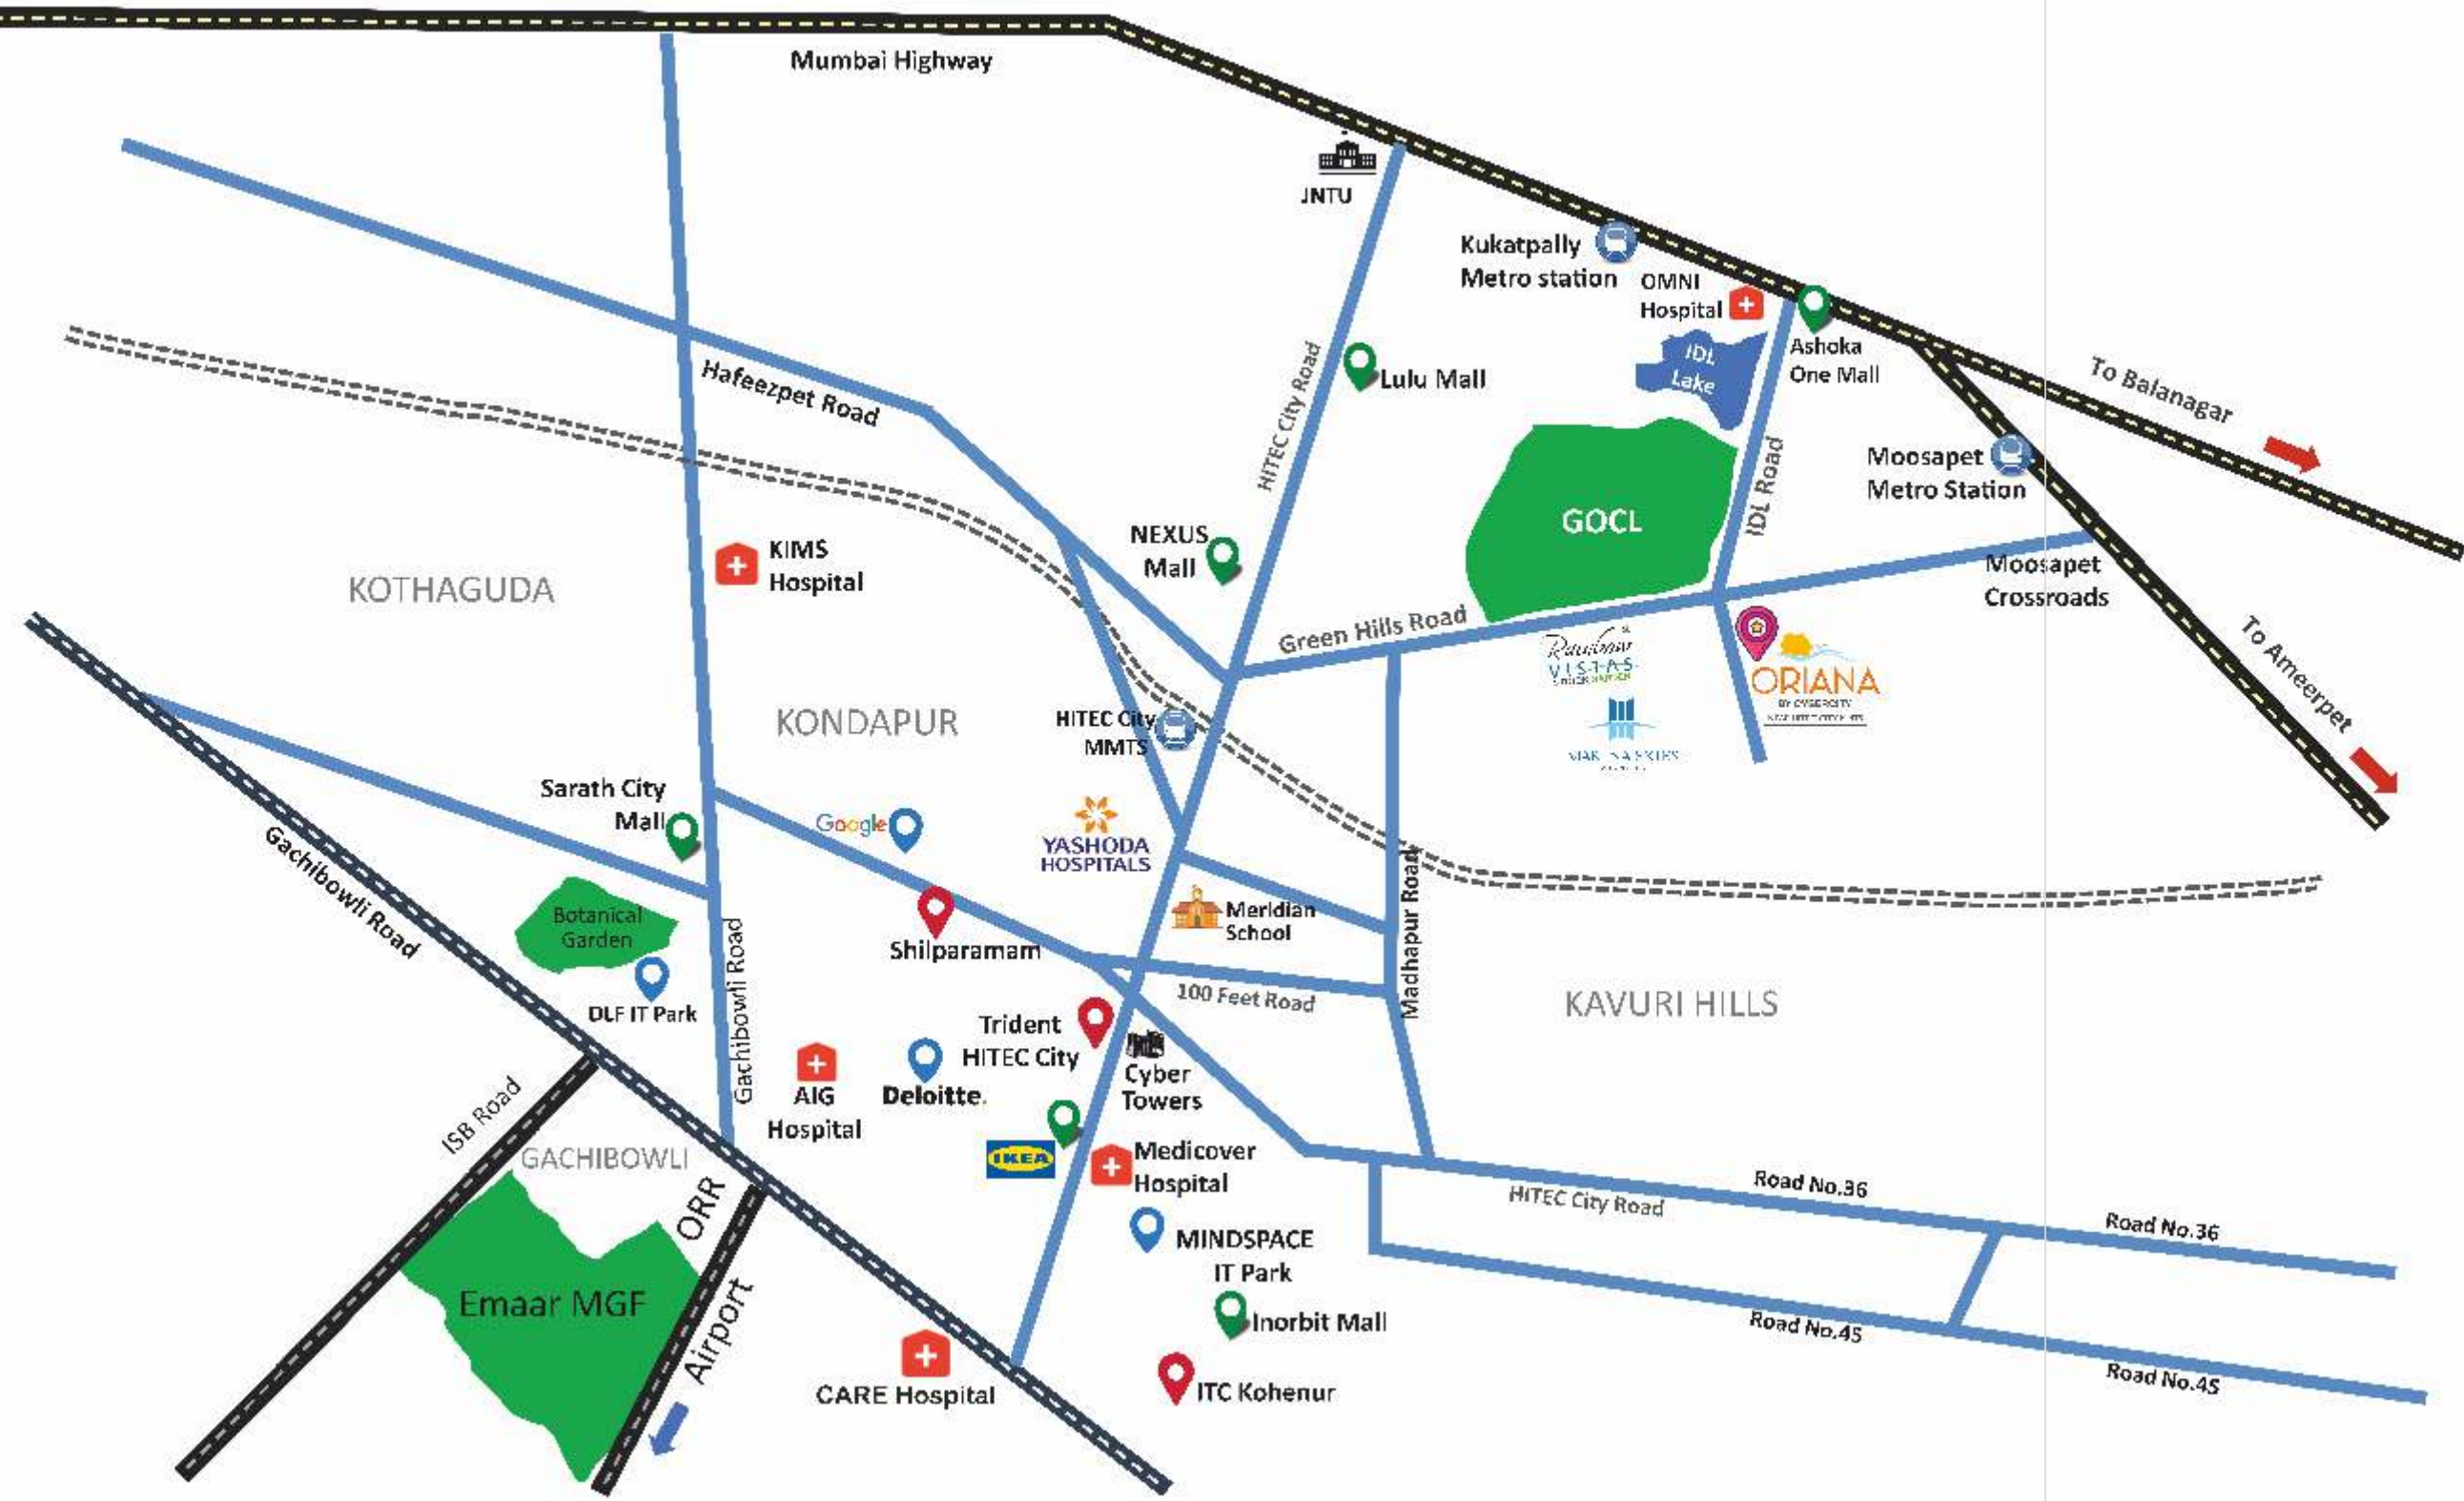 Mumbai Highway
JNTU
Kukatpally
Metro station
OMNI
Hospital
IDL
Lake
Ashoka
One Mall
To Balanagar
Hafeezpet Road
HITEC City Road
Lulu Mall
IDL Road
Moosapet
Metro Station
GOCL
NEXUS
Mall
KIMS
Hospital
KOTHAGUDA
Moosapet
Crossroads
Green Hills Road
Rainbow
VISTAS
ORIANA
BY CYBERCITY
To Ameerpet
KONDAPUR
HITEC City
MMTS
Sarath City
Mall
Google
YASHODA
HOSPITALS
Gachibowli Road
Botanical
Garden
Shilparamam
Meridian
School
Madhapur Road
DLF IT Park
Gachibowli Road
100 Feet Road
KAVURI HILLS
Trident
HITEC City
Cyber
Towers
AIG
Hospital
Deloitte.
ISB Road
GACHIBOWLI
IKEA
Medicover
Hospital
ORR
Road No.36
HITEC City Road
Road No.36
MINDSPACE
IT Park
Emaar MGF
Airport
Inorbit Mall
Road No.45
Road No.45
CARE Hospital
ITC Kohenur